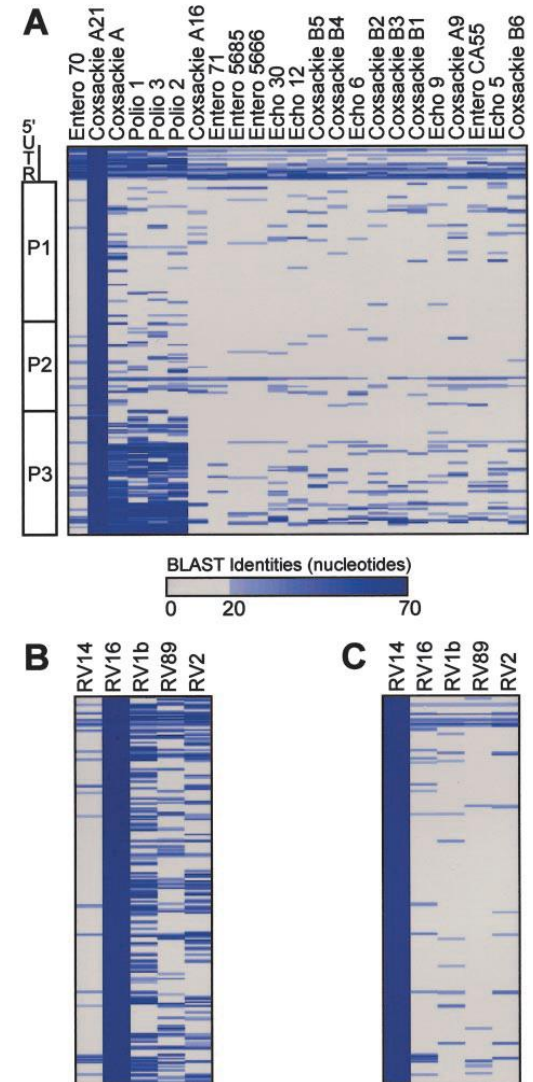 A
Entero 70
Coxsackie A21
Coxsackie A
Polio 1
Polio 3
Polio 2
Coxsackie A16
Entero 71
Entero 5685
Entero 5666
Echo 30
Echo 12
Coxsackie B5
Coxsackie B4
Echo 6
Coxsackie B2
Coxsackie B3
Coxsackie B1
Echo 9
Coxsackie A9
Entero CA55
Echo 5
Coxsackie B6
5'
U
T
R
P1
P2
P3
BLAST Identities (nucleotides)
0 20 70
B
RV14
RV16
RV1b
RV89
RV2
C
RV14
RV16
RV1b
RV89
RV2